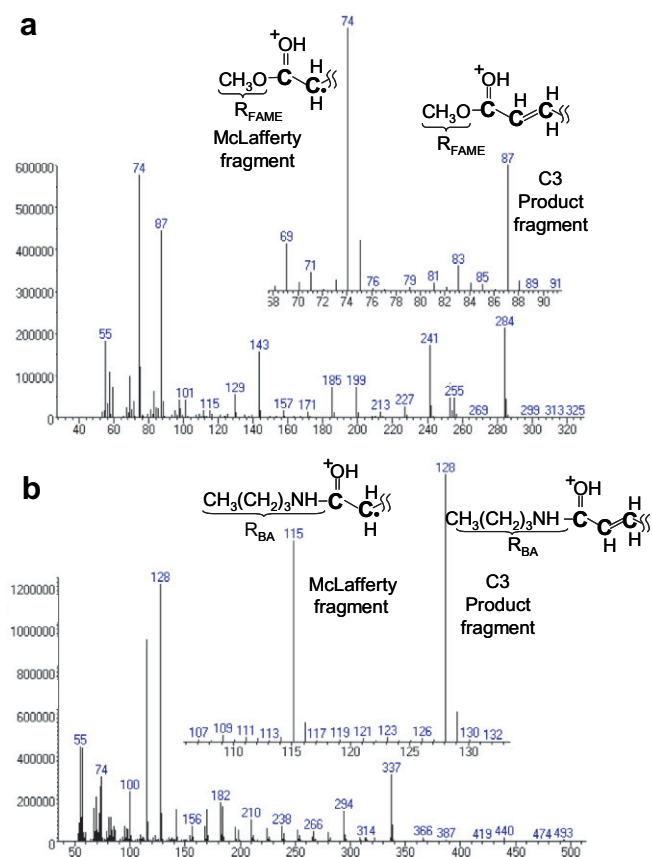 a
74
+
OH
CH3O
C
H
C
H
RFAME
McLafferty
fragment
+
OH
CH3O
C
H
C
C
H
H
RFAME
87
C3
Product
fragment
69
71
76
79
81
83
85
89
91
68 70 72 74 76 78 80 82 84 86 88 90
600000
500000
400000
300000
200000
100000
0
74
87
55
101
115
129
143
157
171
185
199
213
227
241
255
269
284
299
313
325
40 60 80 100 120 140 160 180 200 220 240 260 280 300 320
b
+
OH
CH3(CH2)3NH
C
H
C
H
RBA
115
McLafferty
fragment
128
+
OH
CH3(CH2)3NH
C
H
C
C
H
H
RBA
C3
Product
fragment
107
109
111
113
117
119
121
123
126
130
132
110 115 120 125 130
1200000
1000000
800000
600000
400000
200000
0
128
55
74
100
156
182
210
238
266
294
314
337
366
387
419
440
474
493
50 100 150 200 250 300 350 400 450 500